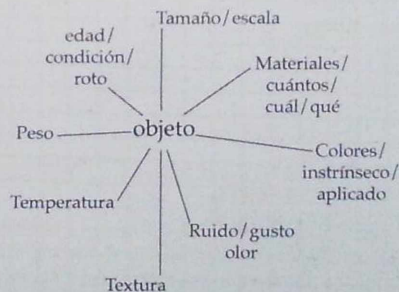 Tamaño/escala
edad/
condición/
roto
Materiales/
cuántos/
cuál/qué
Peso
objeto
Colores/
instrínseco/
aplicado
Temperatura
Ruido/gusto
olor
Textura